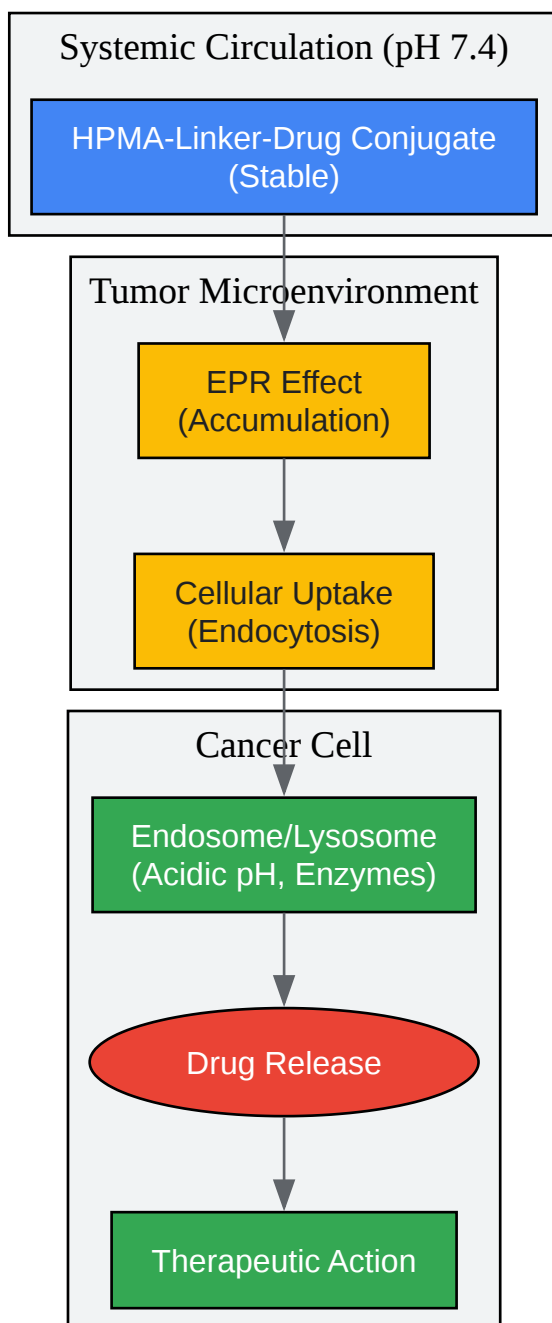 Systemic Circulation (pH 7.4)
HPMA-Linker-Drug Conjugate
(Stable)
Tumor Microenvironment
EPR Effect
(Accumulation)
Cellular Uptake
(Endocytosis)
Cancer Cell
Endosome/Lysosome
(Acidic pH, Enzymes)
Drug Release
Therapeutic Action